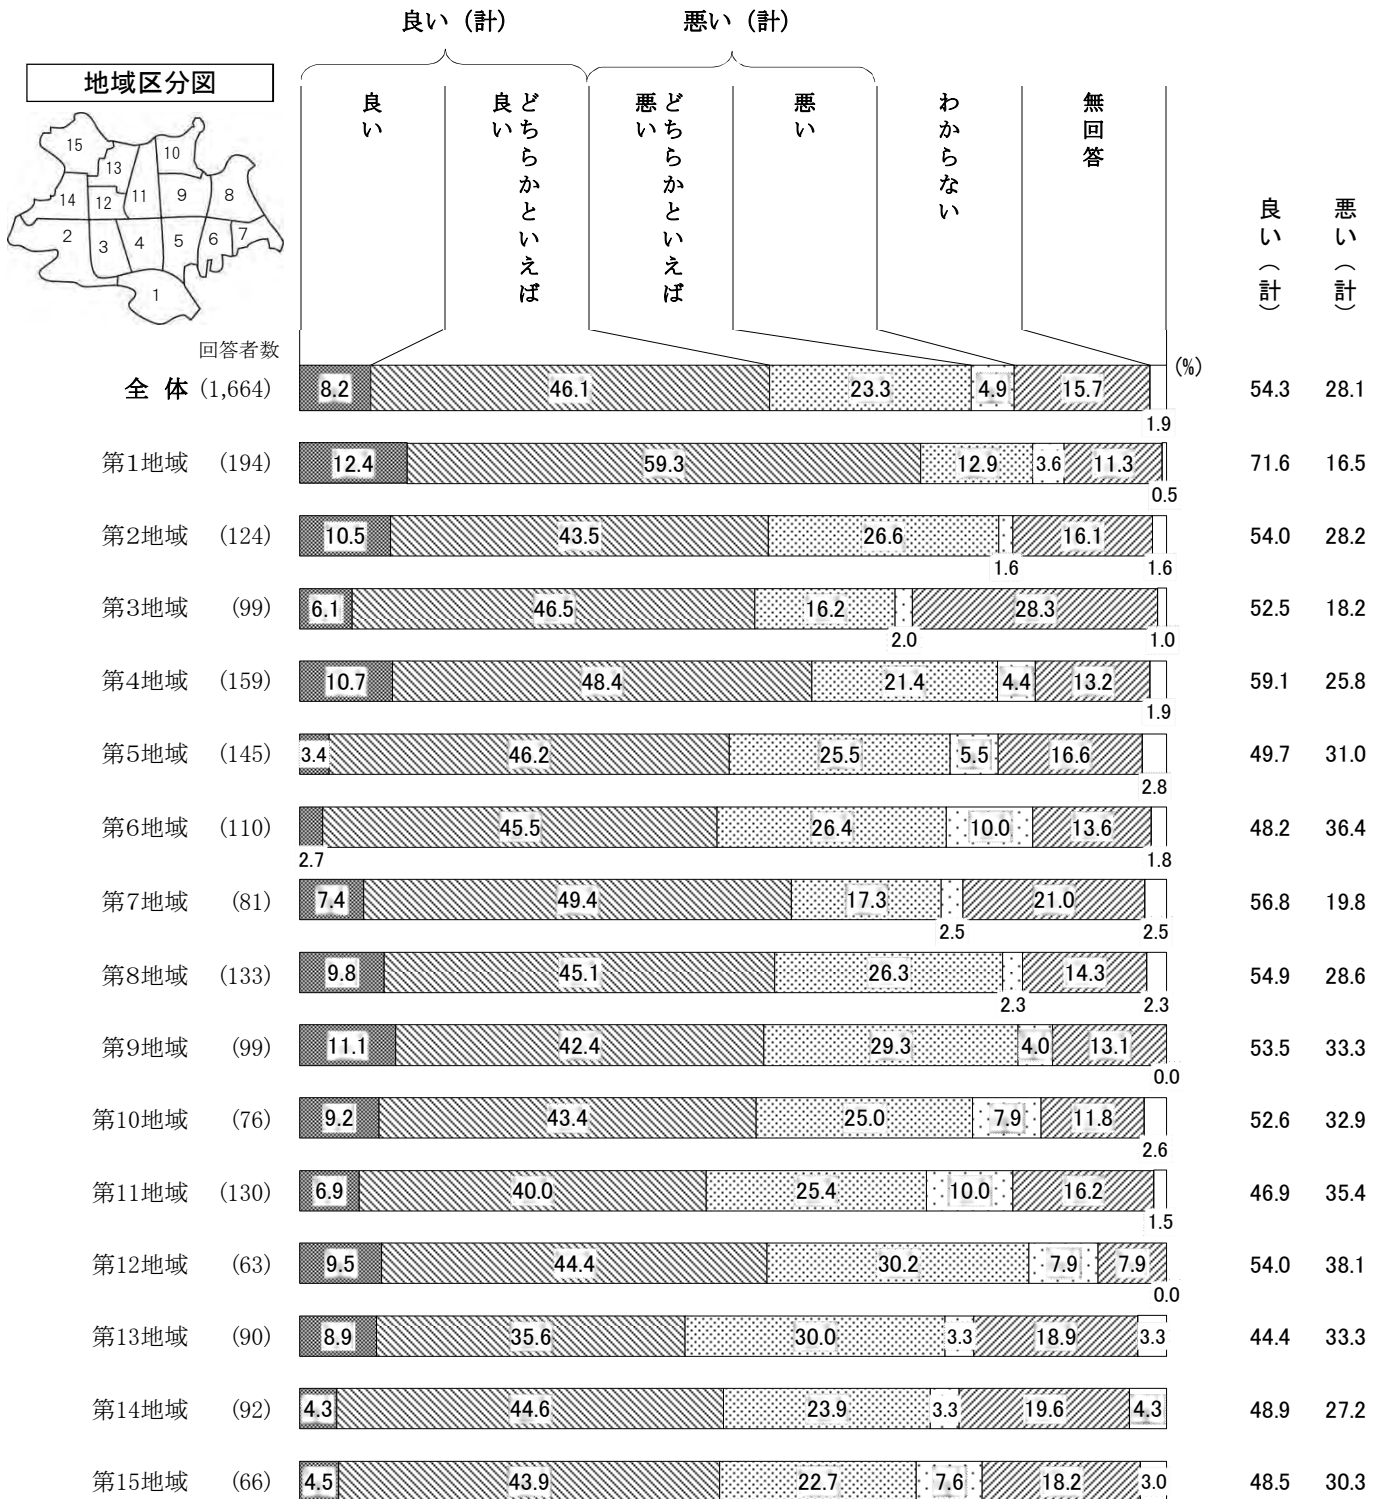 良い（計）　悪い（計）
地域区分図
良い
どちらかといえば
良い
どちらかといえば
悪い
悪い
わからない
無回答
良い（計）
悪い（計）
15
10
13
14
12
11
9
8
2
3
4
5
6
7
1
回答者数
(%)
全 体 (1,664) 8.2 46.1 23.3 4.9 15.7 1.9 54.3 28.1
第1地域 (194) 12.4 59.3 12.9 3.6 11.3 0.5 71.6 16.5
第2地域 (124) 10.5 43.5 26.6 1.6 16.1 1.6 54.0 28.2
第3地域 (99) 6.1 46.5 16.2 2.0 28.3 1.0 52.5 18.2
第4地域 (159) 10.7 48.4 21.4 4.4 13.2 1.9 59.1 25.8
第5地域 (145) 3.4 46.2 25.5 5.5 16.6 2.8 49.7 31.0
第6地域 (110) 2.7 45.5 26.4 10.0 13.6 1.8 48.2 36.4
第7地域 (81) 7.4 49.4 17.3 2.5 21.0 2.5 56.8 19.8
第8地域 (133) 9.8 45.1 26.3 2.3 14.3 2.3 54.9 28.6
第9地域 (99) 11.1 42.4 29.3 4.0 13.1 0.0 53.5 33.3
第10地域 (76) 9.2 43.4 25.0 7.9 11.8 2.6 52.6 32.9
第11地域 (130) 6.9 40.0 25.4 10.0 16.2 1.5 46.9 35.4
第12地域 (63) 9.5 44.4 30.2 7.9 7.9 0.0 54.0 38.1
第13地域 (90) 8.9 35.6 30.0 3.3 18.9 3.3 44.4 33.3
第14地域 (92) 4.3 44.6 23.9 3.3 19.6 4.3 48.9 27.2
第15地域 (66) 4.5 43.9 22.7 7.6 18.2 3.0 48.5 30.3